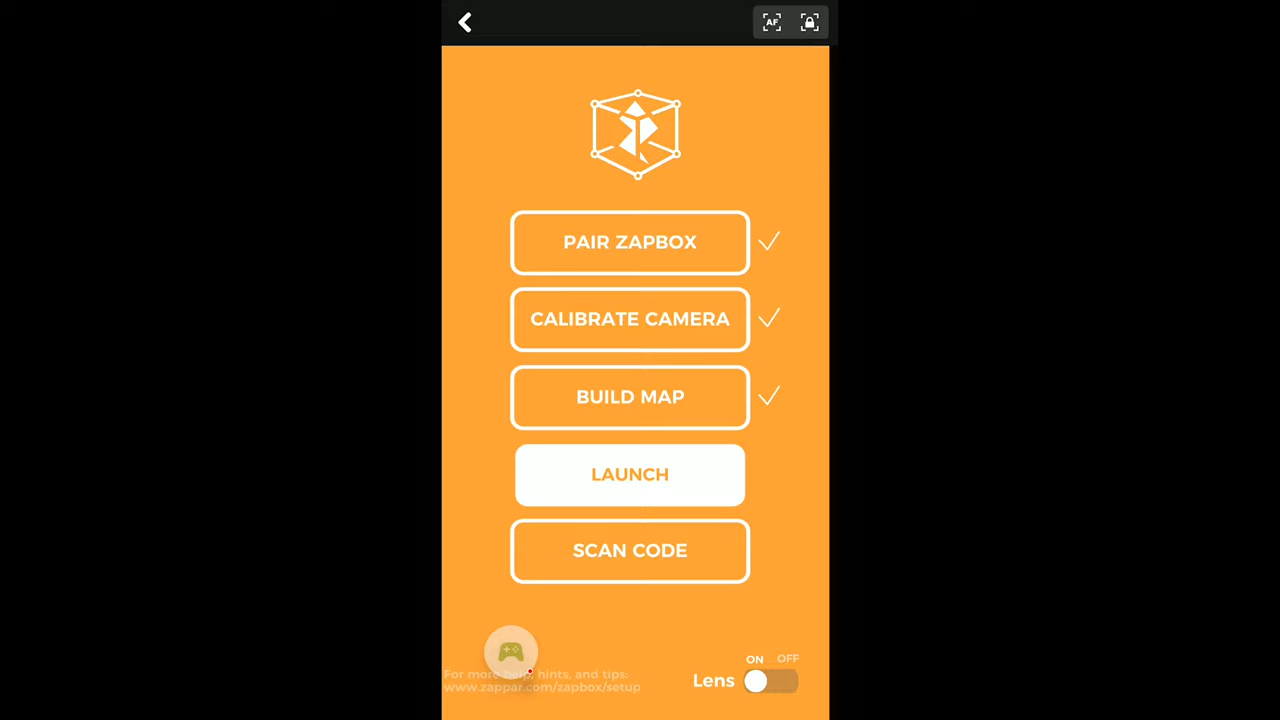 AF
PAIR ZAPBOX
CALIBRATE CAMERA
BUILD MAP
LAUNCH
SCAN CODE
For more help, hints, and tips:
www.zappar.com/zapbox/setup
ON OFF
Lens